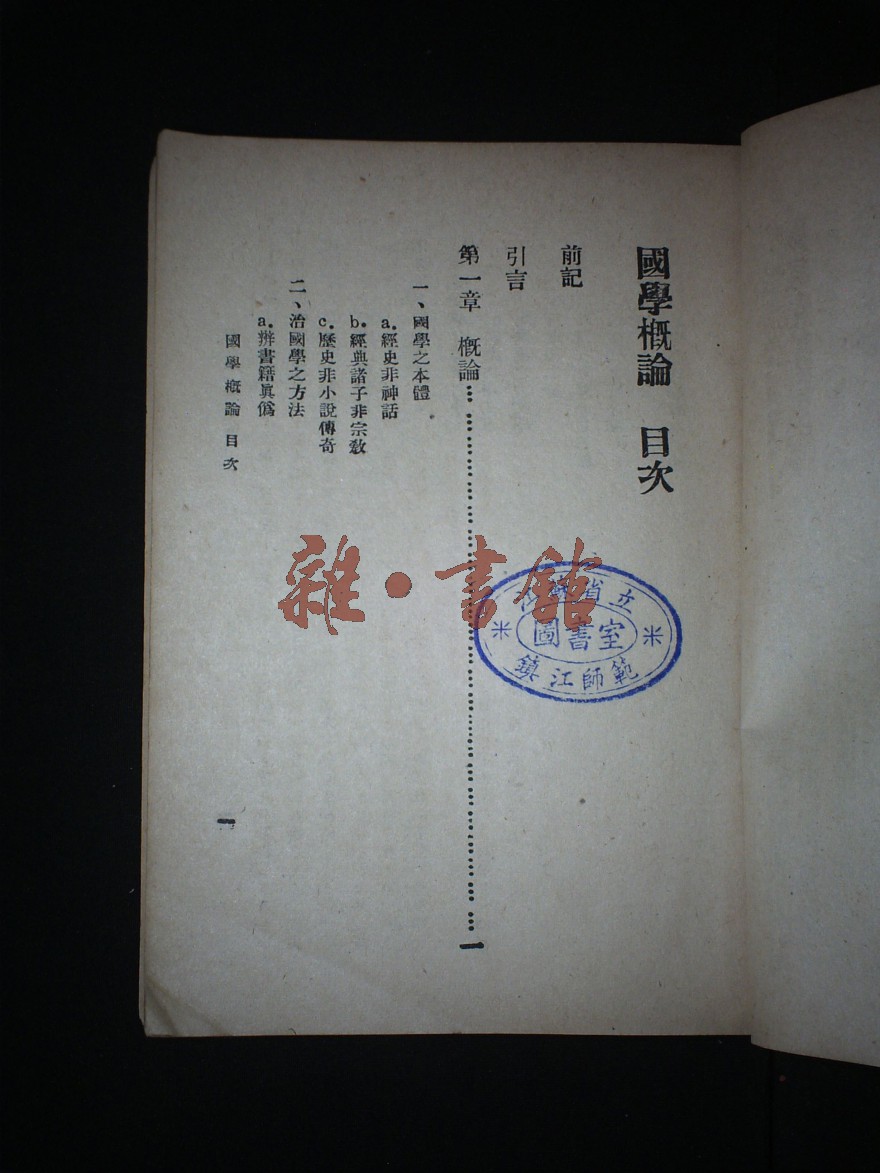 國學概論　目次
前記
引言
第一章　概論⋯⋯⋯⋯⋯⋯⋯⋯⋯⋯⋯⋯⋯⋯⋯⋯一
一、國學之本體
a.經史非神話
b.經典諸子非宗教
c.歷史非小說傳奇
二、治國學之方法
a.辨書籍眞僞
國學概論　目次
一
雜·書館
省立
圖書室
鎮江師範